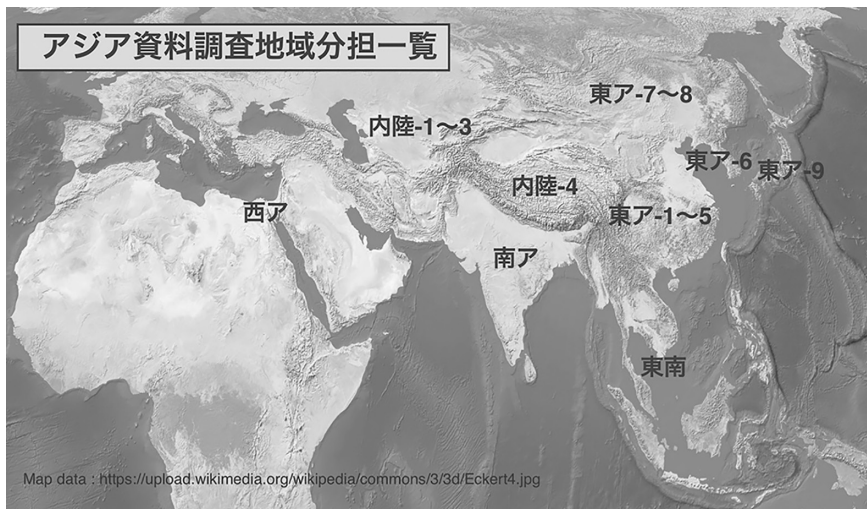 アジア資料調査地域分担一覧
東ア-7〜8
内陸-1〜3
東ア-6
東ア-9
内陸-4
西ア
東ア-1〜5
南ア
東南
Map data : https://upload.wikimedia.org/wikipedia/commons/3/3d/Eckert4.jpg